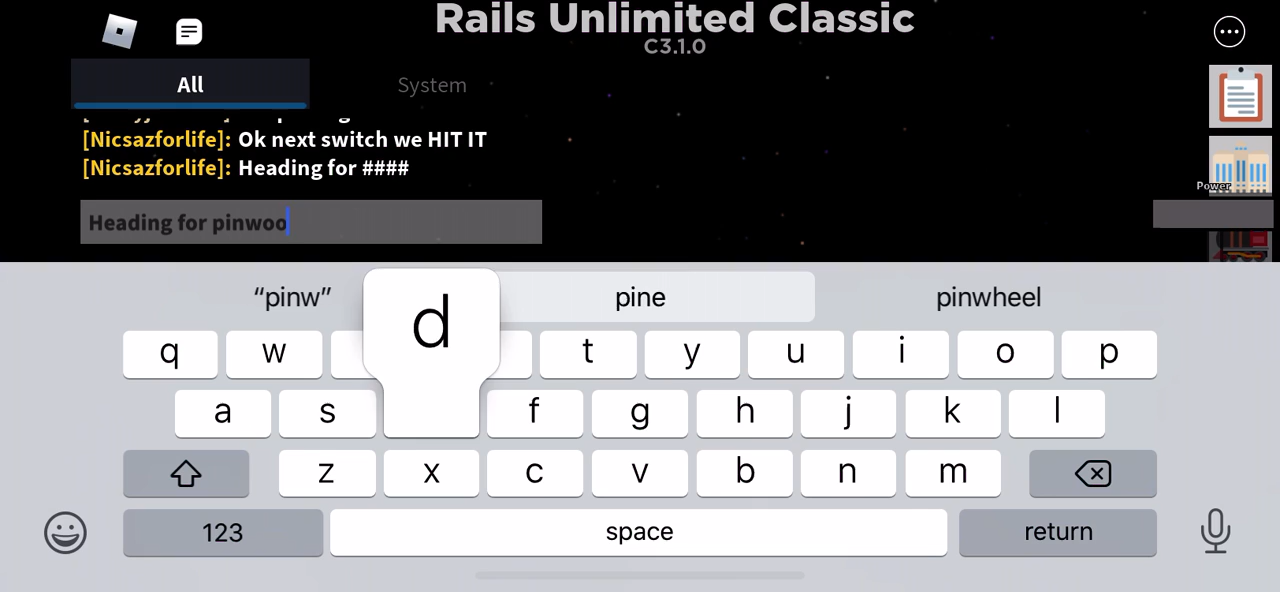 Rails Unlimited Classic
C3.1.0
All System
[Nicsazforlife]: Ok next switch we HIT IT
[Nicsazforlife]: Heading for ####
Power
Heading for pinwoo
“pinw” pine pinwheel
d
q w t y u i o p
a s f g h j k l
z x c v b n m
123 space return